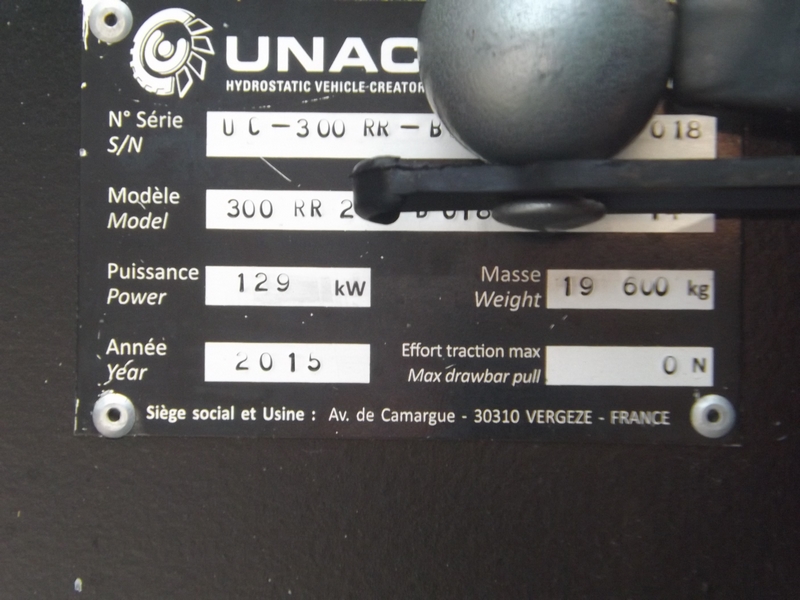 UNAC
HYDROSTATIC VEHICLE-CREATOR
N° Série
S/N
UC-300 RR-B 018
Modèle
Model
300 RR 2 D 018
Puissance
Power
129 kW
Masse
Weight
19 600 kg
Année
Year
2015
Effort traction max
Max drawbar pull
0 N
Siège social et Usine : Av. de Camargue - 30310 VERGEZE - FRANCE